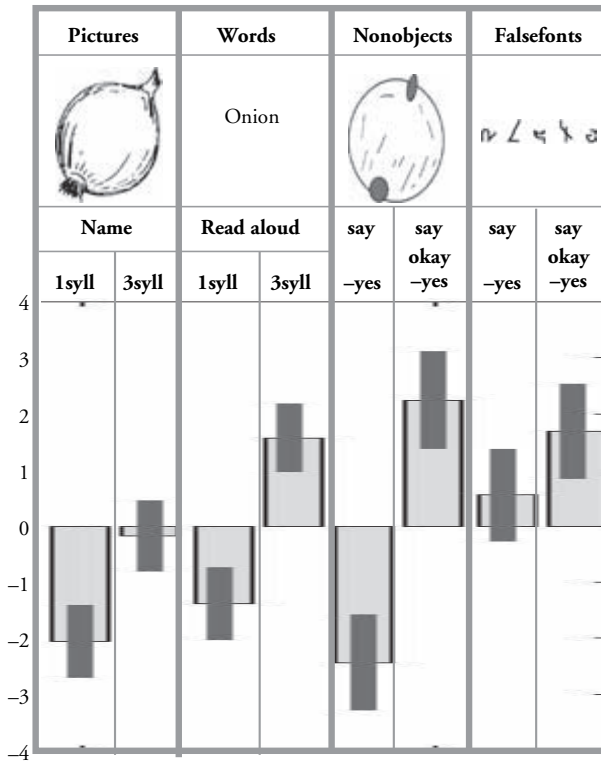 Pictures Words Nonobjects Falsefonts
Onion
Name Read aloud say say say say
okay okay
1syll 3syll 1syll 3syll –yes –yes –yes –yes
4
3
2
1
0
–1
–2
–3
–4